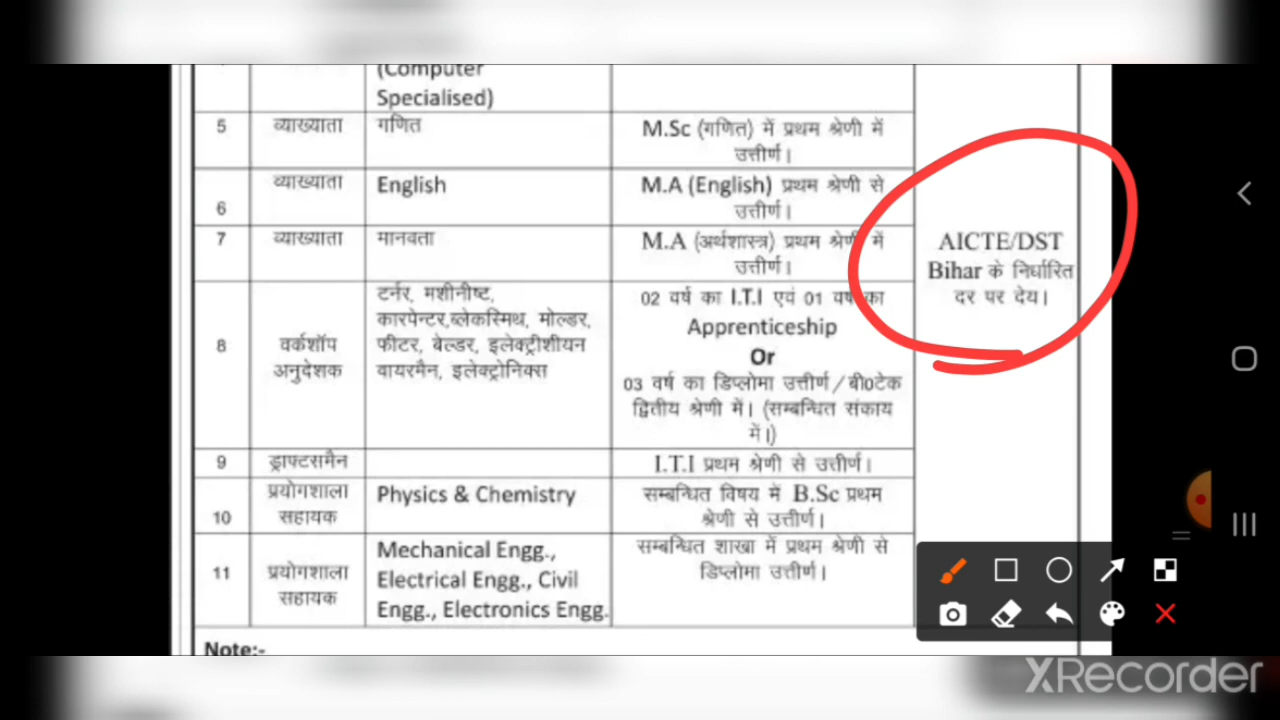 (Computer
Specialised)
5 व्याख्याता गणित M.Sc (गणित) में प्रथम श्रेणी में
उत्तीर्ण।
6 व्याख्याता English M.A (English) प्रथम श्रेणी से
उत्तीर्ण।
7 व्याख्याता मानवता M.A (अर्थशास्त्र) प्रथम श्रेणी में
उत्तीर्ण।
AICTE/DST
Bihar के निर्धारित
दर पर देय।
8 वर्कशॉप
अनुदेशक
टर्नर, मशीनीष्ट,
कारपेन्टर,ब्लेकस्मिथ, मोल्डर,
फीटर, बेल्डर, इलेक्ट्रीशीयन
वायरमैन, इलेक्ट्रोनिक्स
02 वर्ष का I.T.I एवं 01 वर्ष का
Apprenticeship
Or
03 वर्ष का डिप्लोमा उत्तीर्ण/बी0टेक
द्वितीय श्रेणी में। (सम्बन्धित संकाय
में।)
9 ड्राफ्टसमैन I.T.I प्रथम श्रेणी से उत्तीर्ण।
10 प्रयोगशाला
सहायक
Physics & Chemistry
सम्बन्धित विषय में B.Sc प्रथम
श्रेणी से उत्तीर्ण।
11 प्रयोगशाला
सहायक
Mechanical Engg.,
Electrical Engg., Civil
Engg., Electronics Engg.
सम्बन्धित शाखा में प्रथम श्रेणी से
डिप्लोमा उत्तीर्ण।
Note:-
XRecorder